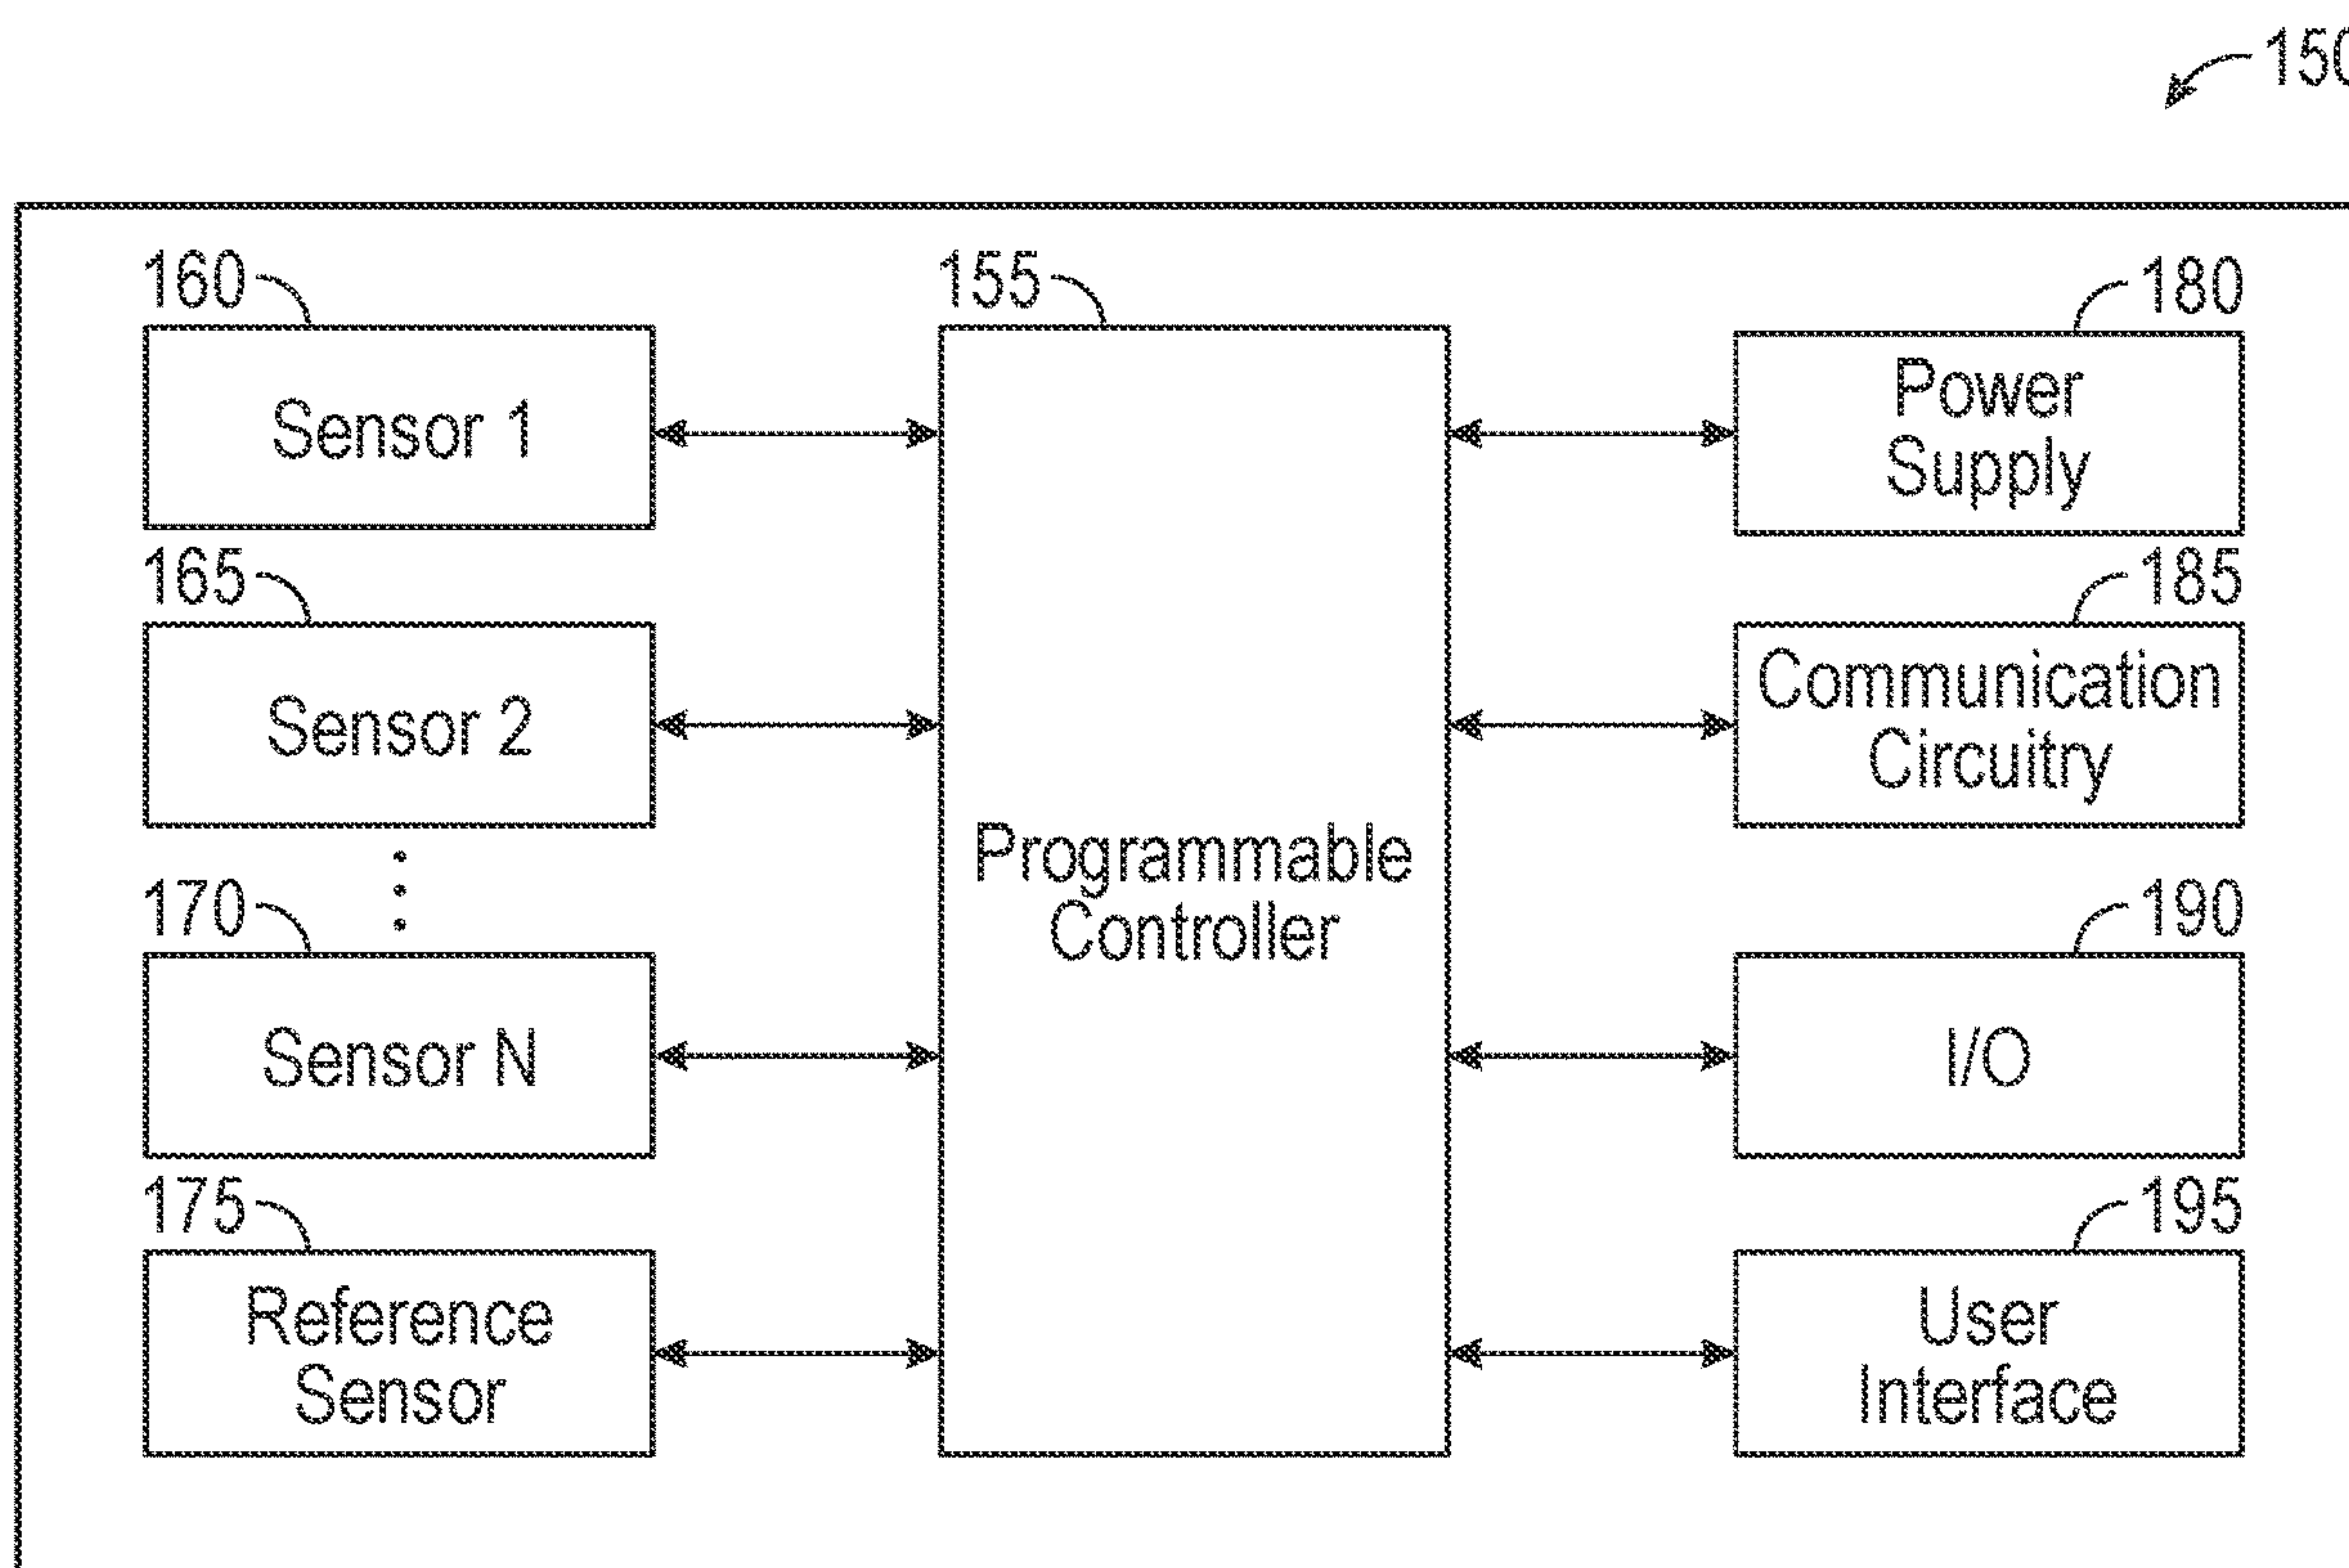 150
160
155
180
Sensor 1
Power
Supply
165
185
Sensor 2
Communication
Circuitry
Programmable
Controller
170
190
Sensor N
I/O
175
195
Reference
Sensor
User
Interface